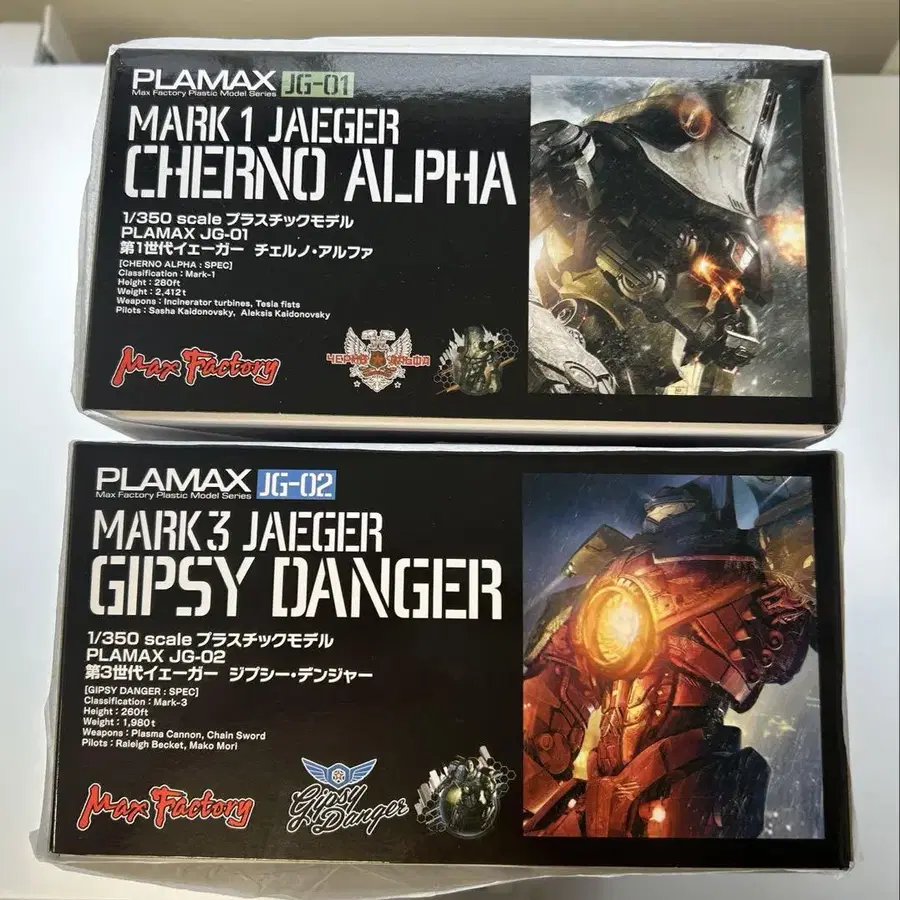 PLAMAX JG-01
Max Factory Plastic Model Series
MARK 1 JAEGER
CHERNO ALPHA
1/350 scale プラスチックモデル
PLAMAX JG-01
第1世代イェーガー チェルノ・アルファ
[CHERNO ALPHA : SPEC]
Classification : Mark-1
Height : 280ft
Weight : 2,412t
Weapons : Incinerator turbines, Tesla fists
Pilots : Sasha Kaidonovsky, Aleksis Kaidonovsky
Max Factory
ЧЕРНО АЛЬФА
PLAMAX JG-02
Max Factory Plastic Model Series
MARK 3 JAEGER
GIPSY DANGER
1/350 scale プラスチックモデル
PLAMAX JG-02
第3世代イェーガー ジプシー・デンジャー
[GIPSY DANGER : SPEC]
Classification : Mark-3
Height : 260ft
Weight : 1,980t
Weapons : Plasma Cannon, Chain Sword
Pilots : Raleigh Becket, Mako Mori
Max Factory
Gipsy
Danger